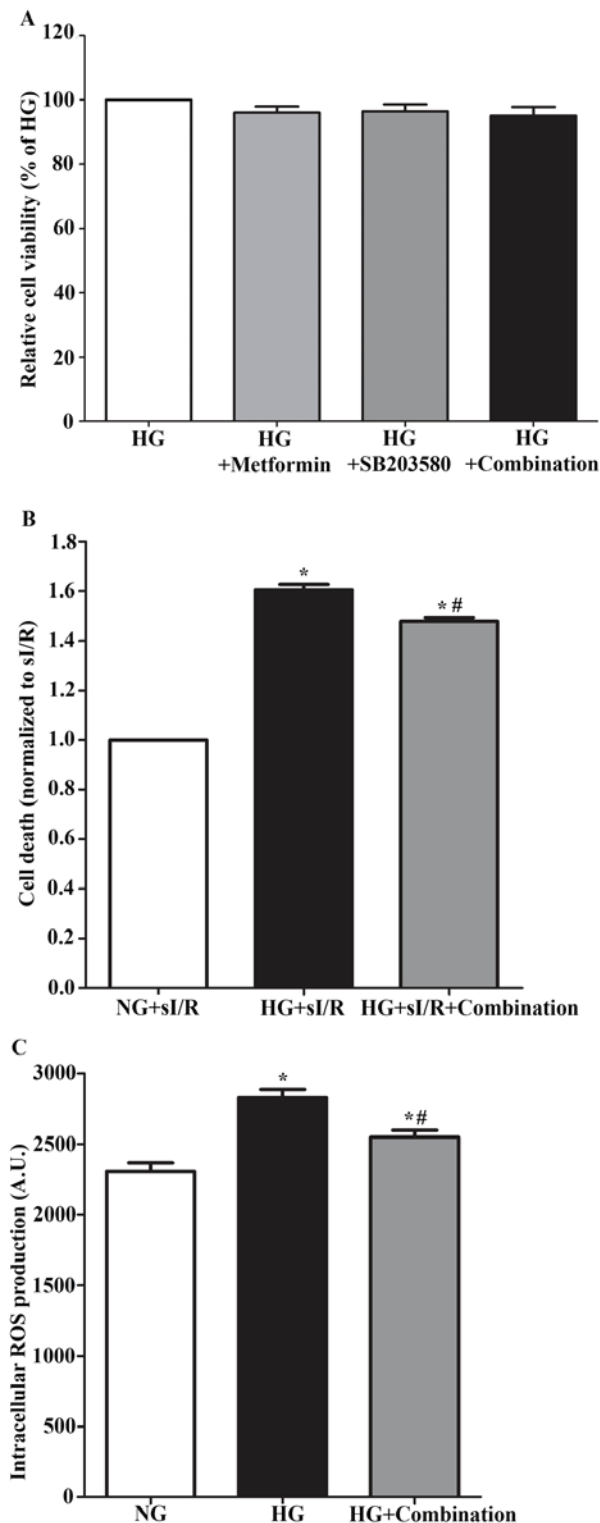 A
Relative cell viability (% of HG)
120
100
80
60
40
20
0
HG
HG
+Metformin
HG
+SB203580
HG
+Combination
B
Cell death (normalized to sI/R)
1.8
1.6
1.4
1.2
1.0
0.8
0.6
0.4
0.2
0.0
*
*#
NG+sI/R
HG+sI/R
HG+sI/R+Combination
C
Intracellular ROS production (A.U.)
3000
2500
2000
1500
1000
500
0
*
*#
NG
HG
HG+Combination